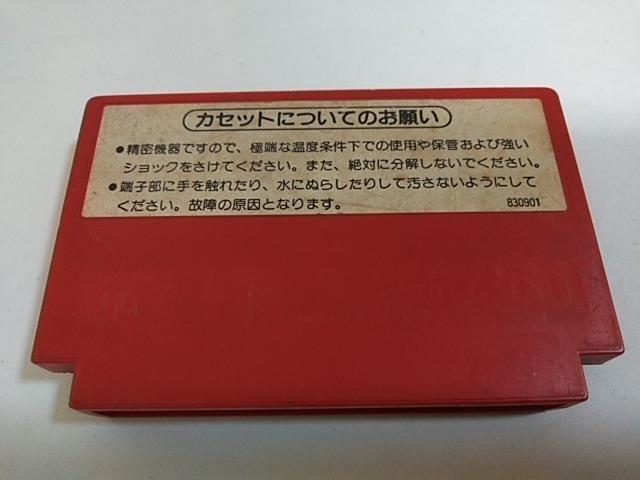 カセットについてのお願い
●精密機器ですので、極端な温度条件下での使用や保管および強い
ショックをさけてください。また、絶対に分解しないでください。
●端子部に手を触れたり、水にぬらしたりして汚さないようにして
ください。故障の原因となります。
830901